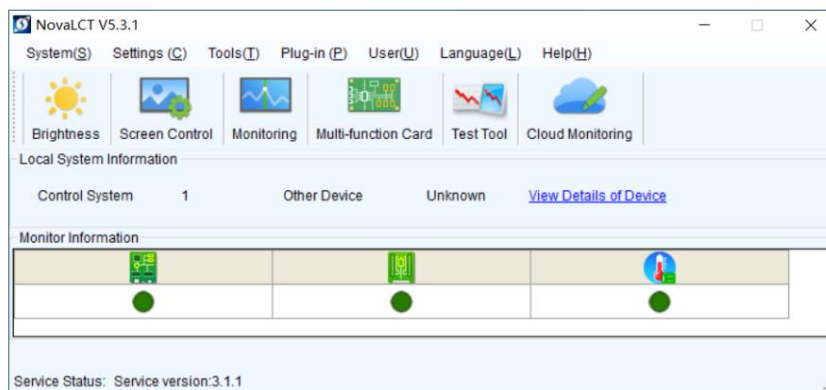 NovaLCT V5.3.1
System(S) Settings (C) Tools(T) Plug-in (P) User(U) Language(L) Help(H)
Brightness Screen Control Monitoring Multi-function Card Test Tool Cloud Monitoring
Local System Information
Control System 1 Other Device Unknown View Details of Device
Monitor Information
Service Status: Service version:3.1.1